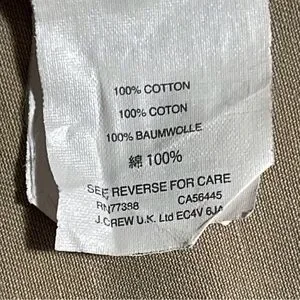 100% COTTON
100% COTON
100% BAUMWOLLE
綿 100%
SEE REVERSE FOR CARE
RN77388 CA56445
J.CREW U.K. Ltd EC4V 6JA